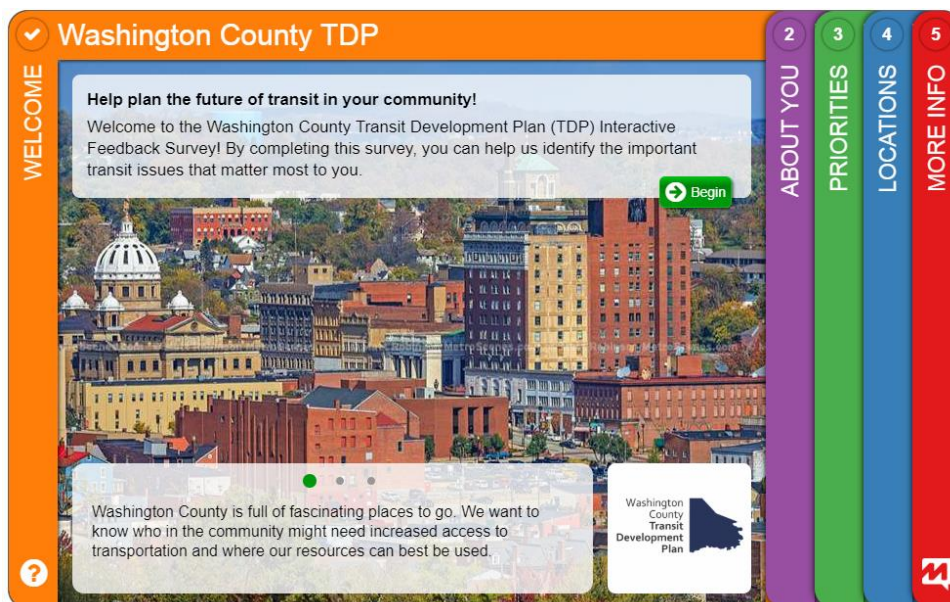 Washington County TDP
WELCOME
Help plan the future of transit in your community!
Welcome to the Washington County Transit Development Plan (TDP) Interactive
Feedback Survey! By completing this survey, you can help us identify the important
transit issues that matter most to you.
Begin
Washington County is full of fascinating places to go. We want to
know who in the community might need increased access to
transportation and where our resources can best be used.
Washington
County
Transit
Development
Plan
?
2
ABOUT YOU
3
PRIORITIES
4
LOCATIONS
5
MORE INFO